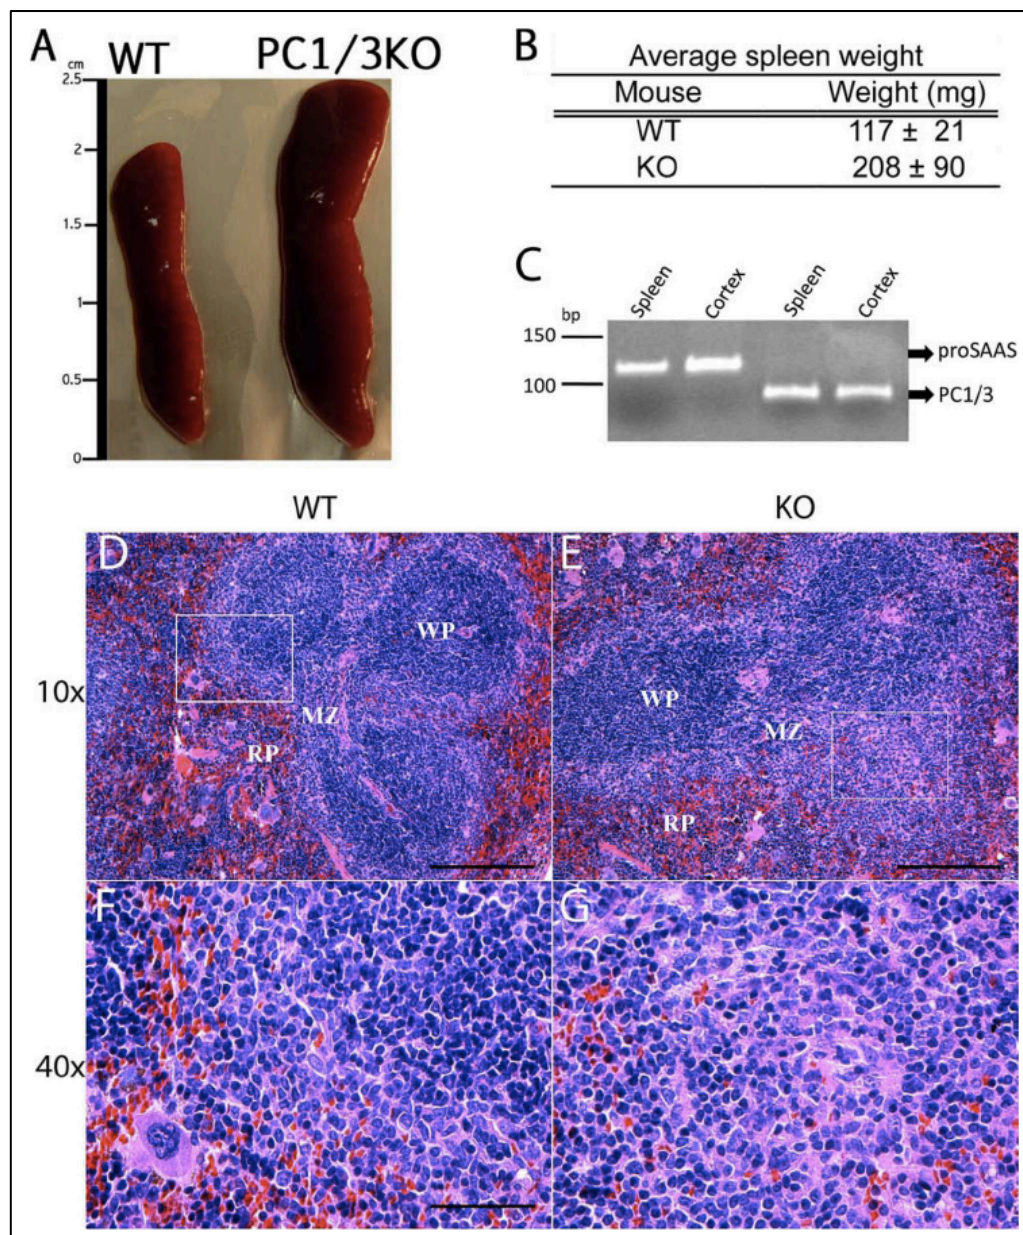 A
WT
PC1/3KO
cm
2.5
2
1.5
1
0.5
0
B
Average spleen weight
Mouse Weight (mg)
WT 117 ± 21
KO 208 ± 90
C
Spleen Cortex Spleen Cortex
bp
150
100
proSAAS
PC1/3
WT KO
10x
D
WP
MZ
RP
E
WP
MZ
RP
40x
F
G